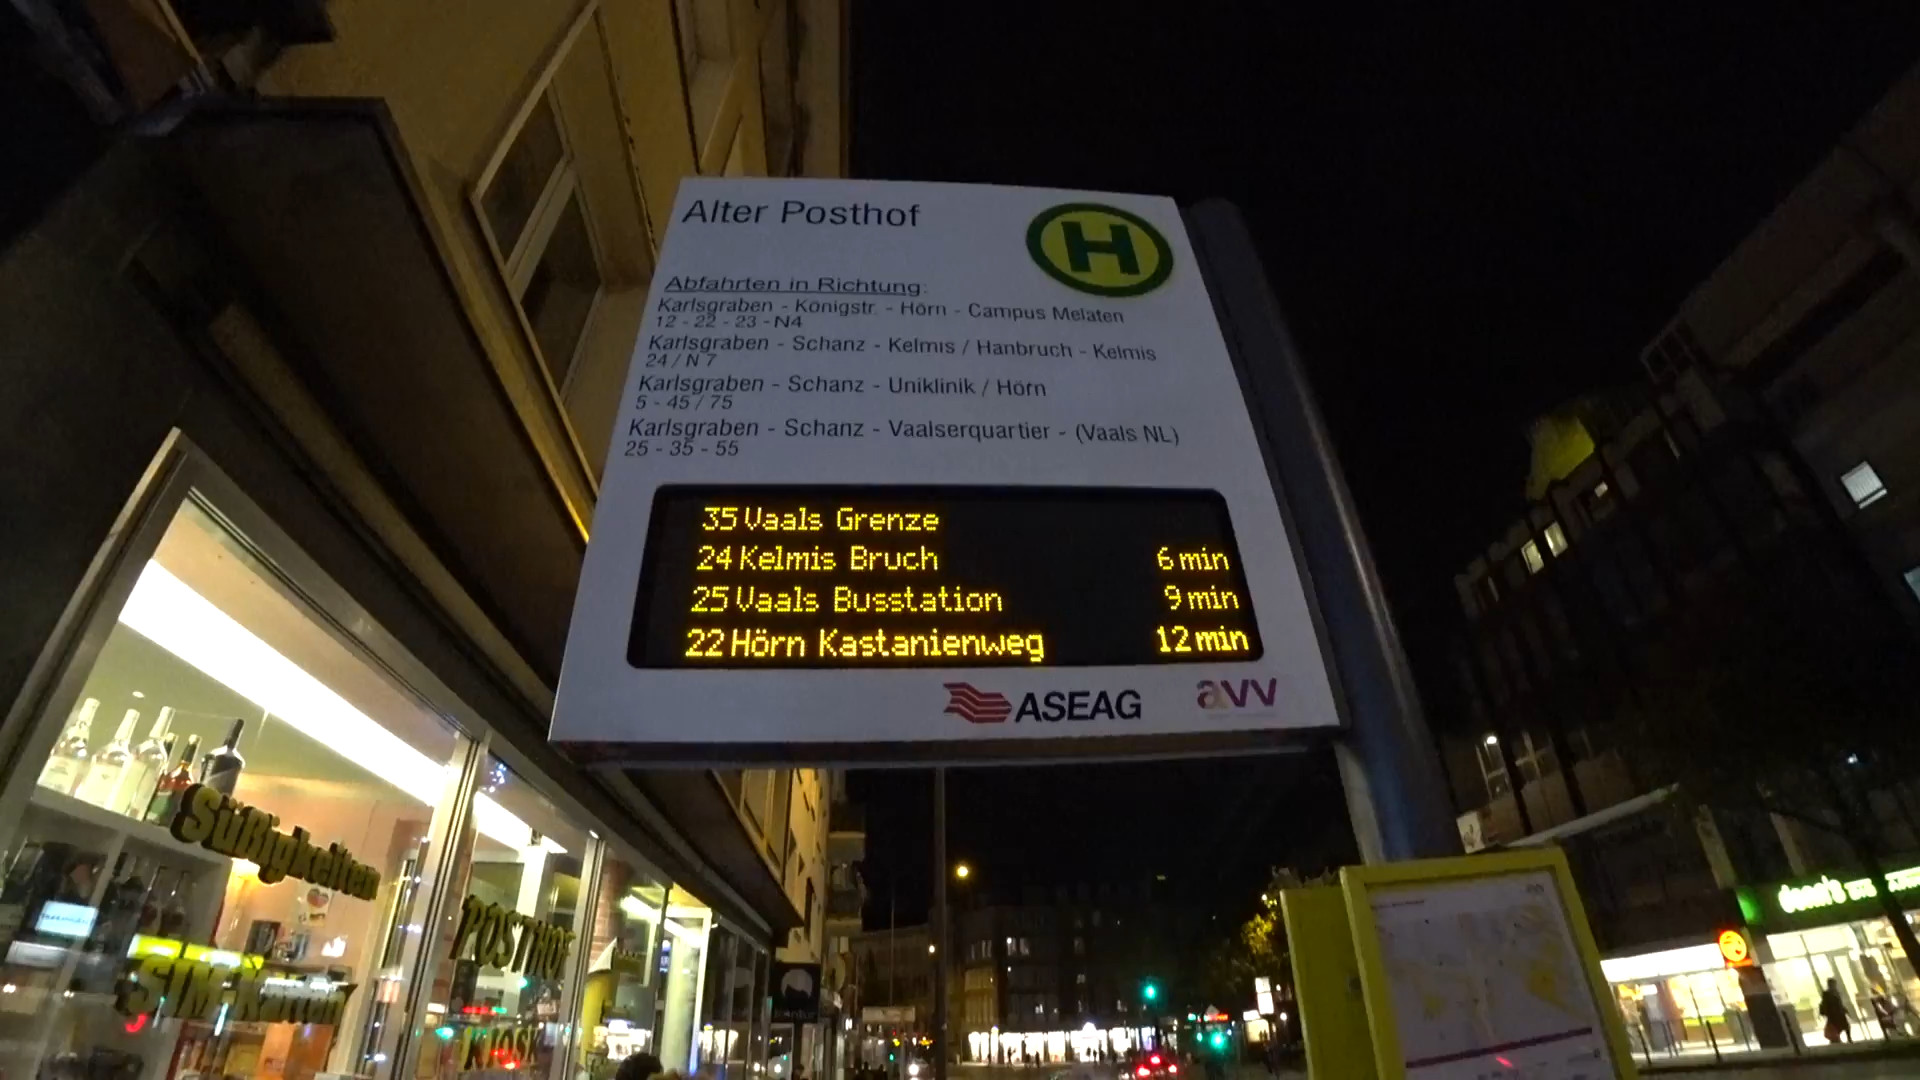 Alter Posthof
H
Abfahrten in Richtung:
Karlsgraben - Königstr. - Hörn - Campus Melaten
12 - 22 - 23 - N4
Karlsgraben - Schanz - Kelmis / Hanbruch - Kelmis
24 / N 7
Karlsgraben - Schanz - Uniklinik / Hörn
5 - 45 / 75
Karlsgraben - Schanz - Vaalserquartier - (Vaals NL)
25 - 35 - 55
35 Vaals Grenze
24 Kelmis Bruch 6 min
25 Vaals Busstation 9 min
22 Hörn Kastanienweg 12 min
ASEAG avv
Süßigkeiten
SIM-Karten
POSTHOF
KIOSK
denn's